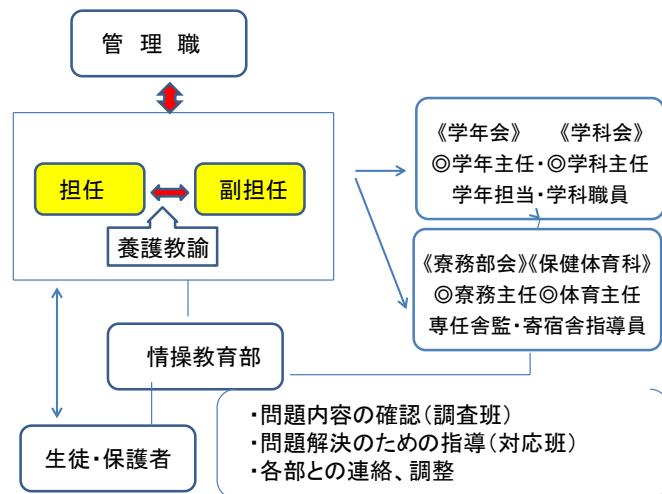 管 理 職
担任
副担任
養護教諭
《学年会》 《学科会》
◎学年主任・◎学科主任
学年担当・学科職員
《寮務部会》《保健体育科》
◎寮務主任◎体育主任
専任舎監・寄宿舎指導員
情操教育部
生徒・保護者
・問題内容の確認(調査班)
・問題解決のための指導(対応班)
・各部との連絡、調整